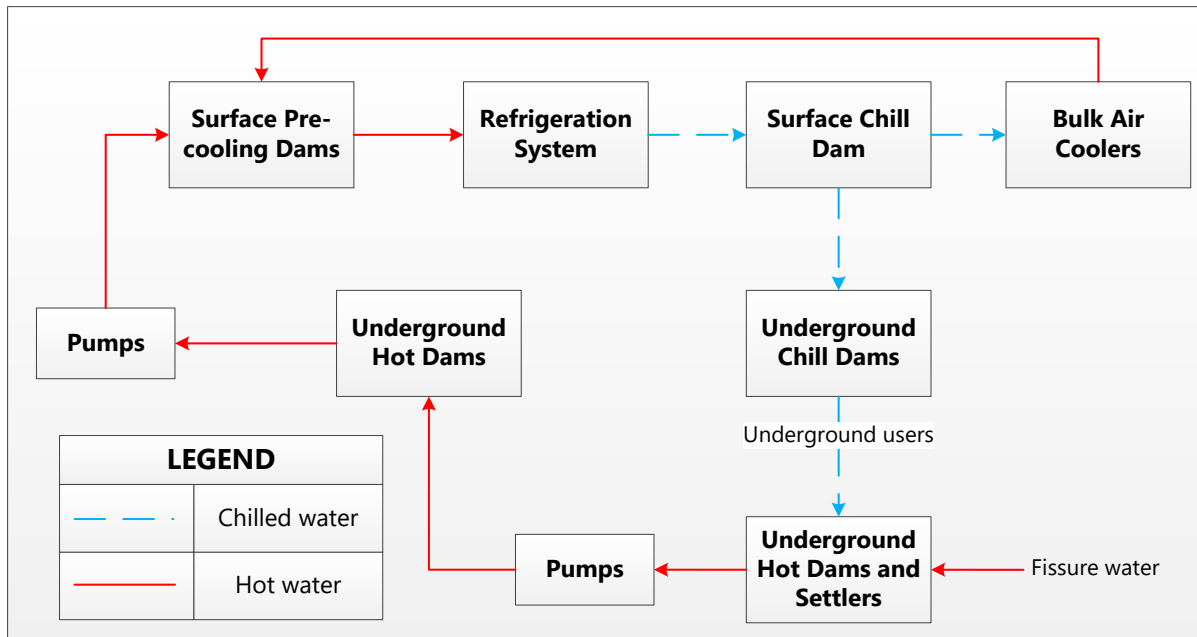 Surface Pre-
cooling Dams
Refrigeration
System
Surface Chill
Dam
Bulk Air
Coolers
Pumps
Underground
Hot Dams
Underground
Chill Dams
Underground users
LEGEND
Chilled water
Hot water
Pumps
Underground
Hot Dams and
Settlers
Fissure water